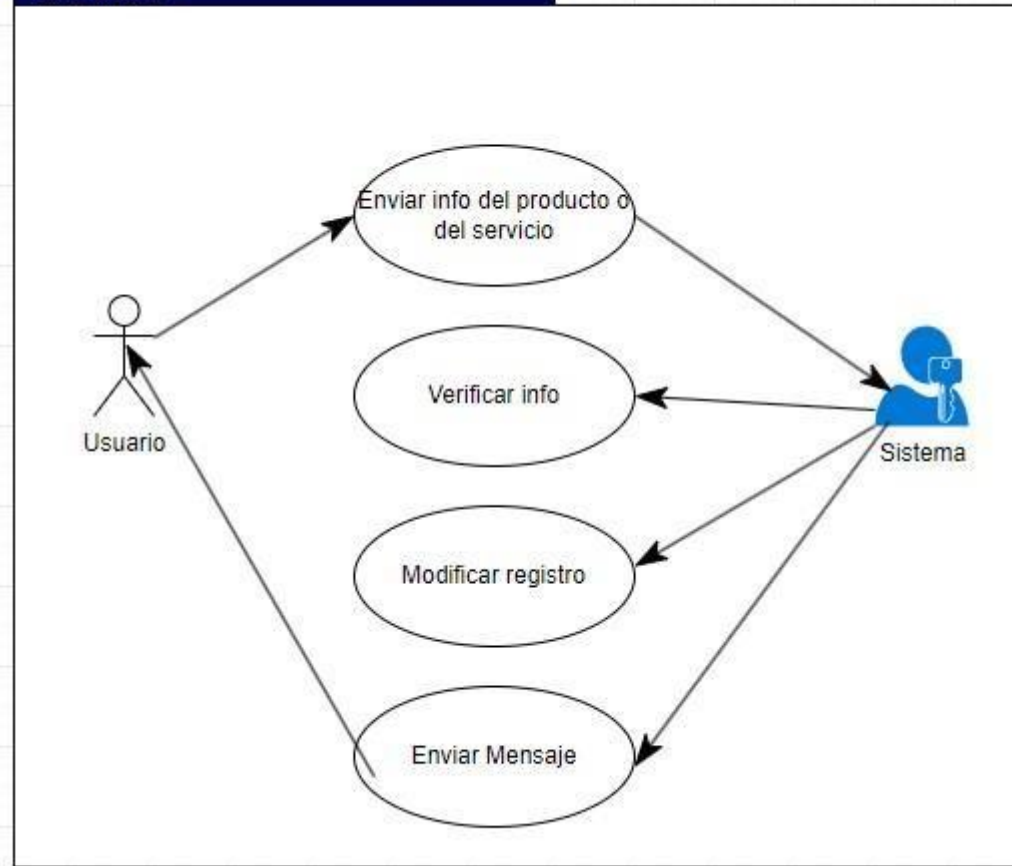 Enviar info del producto o
del servicio
Verificar info
Usuario
Sistema
Modificar registro
Enviar Mensaje